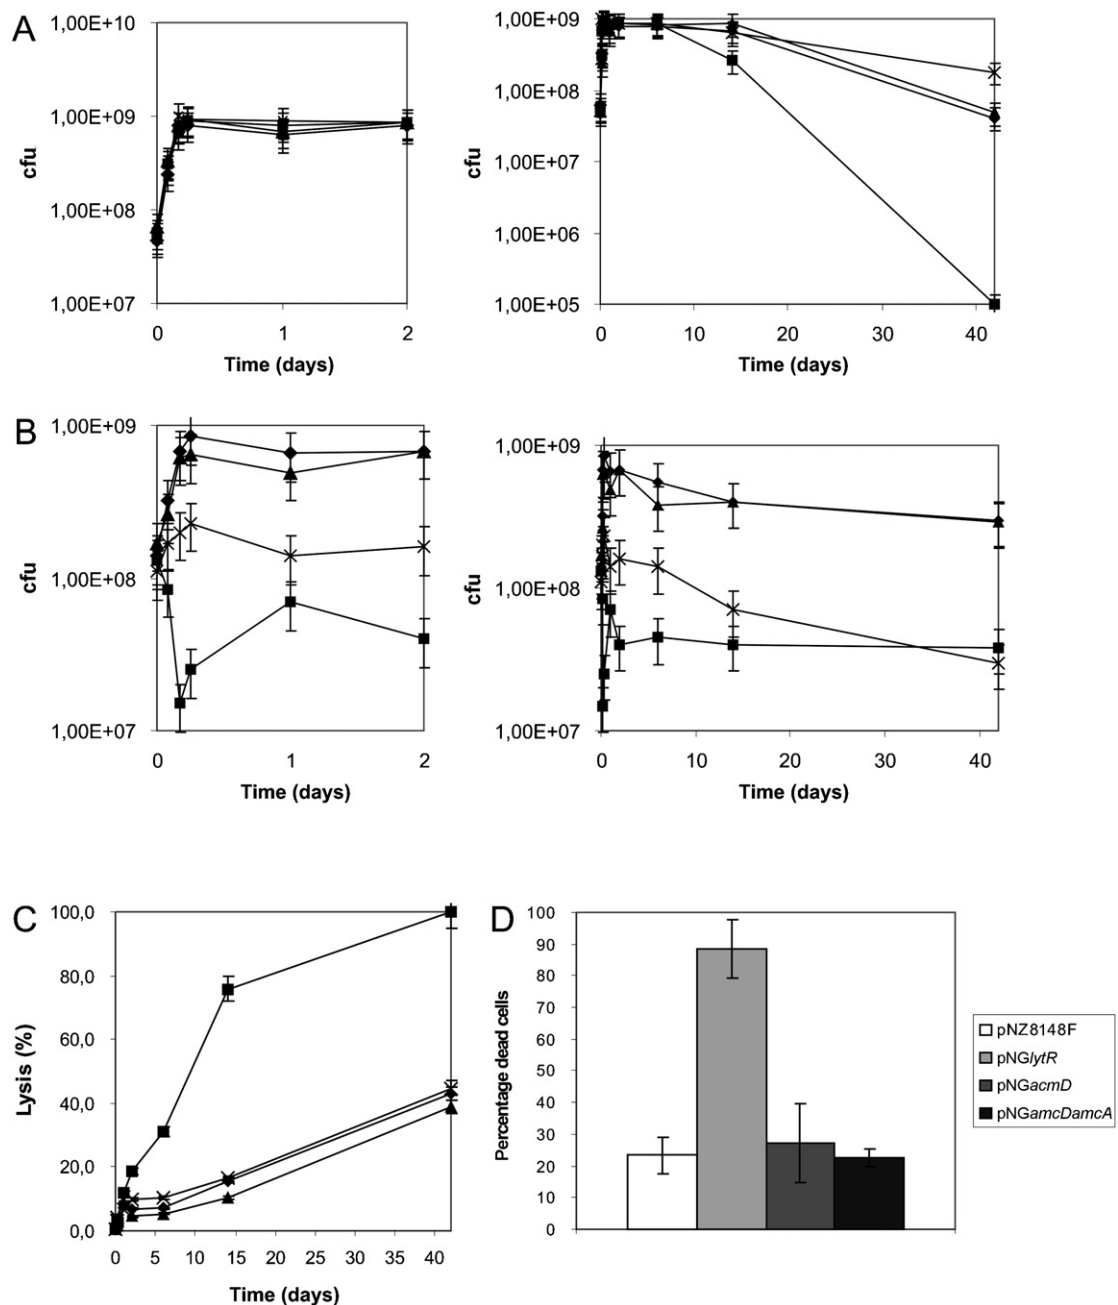 A
1,00E+10
1,00E+09
1,00E+08
1,00E+07
cfu
0 1 2
Time (days)
1,00E+09
1,00E+08
1,00E+07
1,00E+06
1,00E+05
cfu
0 10 20 30 40
Time (days)
B
1,00E+09
1,00E+08
1,00E+07
cfu
0 1 2
Time (days)
1,00E+09
1,00E+08
1,00E+07
cfu
0 10 20 30 40
Time (days)
C
100,0
80,0
60,0
40,0
20,0
0,0
Lysis (%)
0 5 10 15 20 25 30 35 40
Time (days)
D
100
90
80
70
60
50
40
30
20
10
0
Percentage dead cells
pNZ8148F
pNGlytR
pNGacmD
pNGamcDamcA